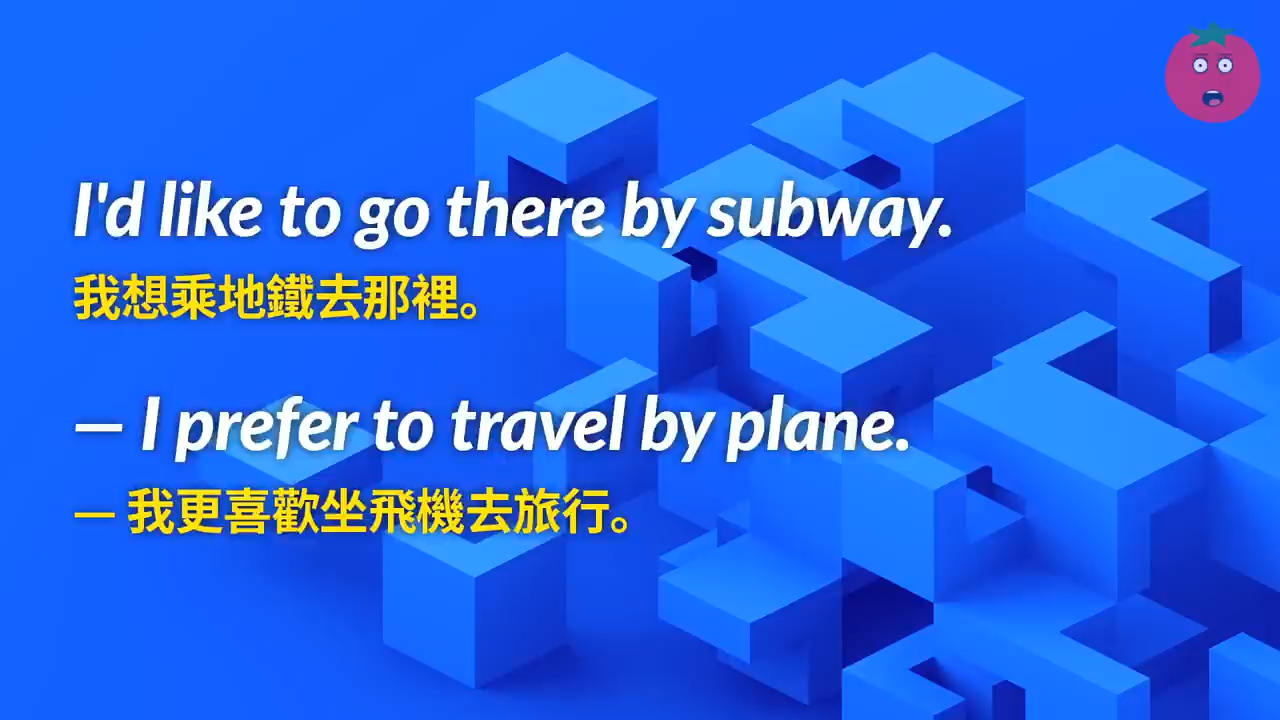 I'd like to go there by subway.
我想乘地鐵去那裡。
— I prefer to travel by plane.
— 我更喜歡坐飛機去旅行。